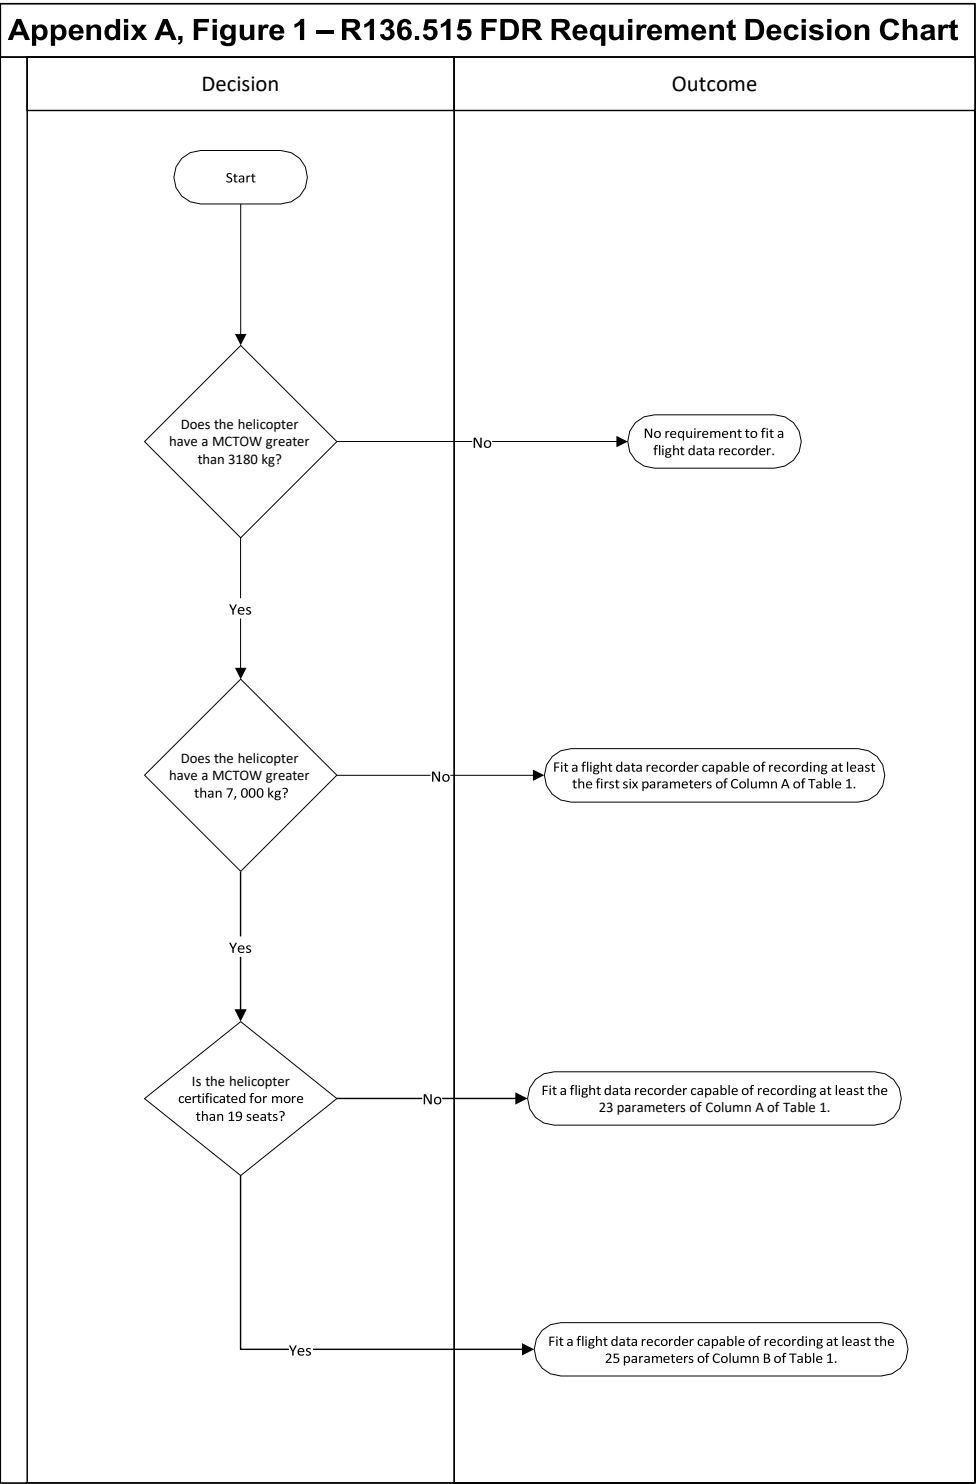 Appendix A, Figure 1 – R136.515 FDR Requirement Decision Chart
Decision
Outcome
Start
Does the helicopter
have a MCTOW greater
than 3180 kg?
No
No requirement to fit a
flight data recorder.
Yes
Does the helicopter
have a MCTOW greater
than 7, 000 kg?
No
Fit a flight data recorder capable of recording at least
the first six parameters of Column A of Table 1.
Yes
Is the helicopter
certificated for more
than 19 seats?
No
Fit a flight data recorder capable of recording at least the
23 parameters of Column A of Table 1.
Yes
Fit a flight data recorder capable of recording at least the
25 parameters of Column B of Table 1.